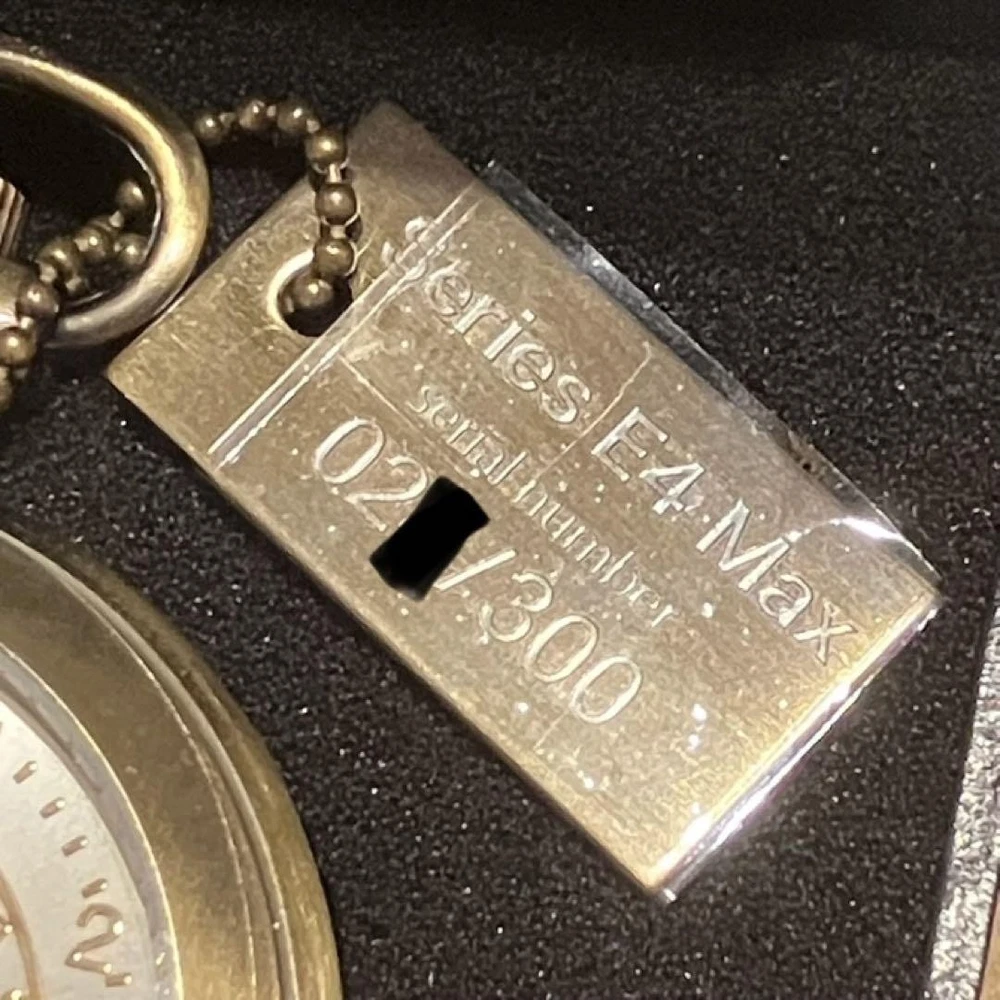 Series E4 Max
serial number
02 /300